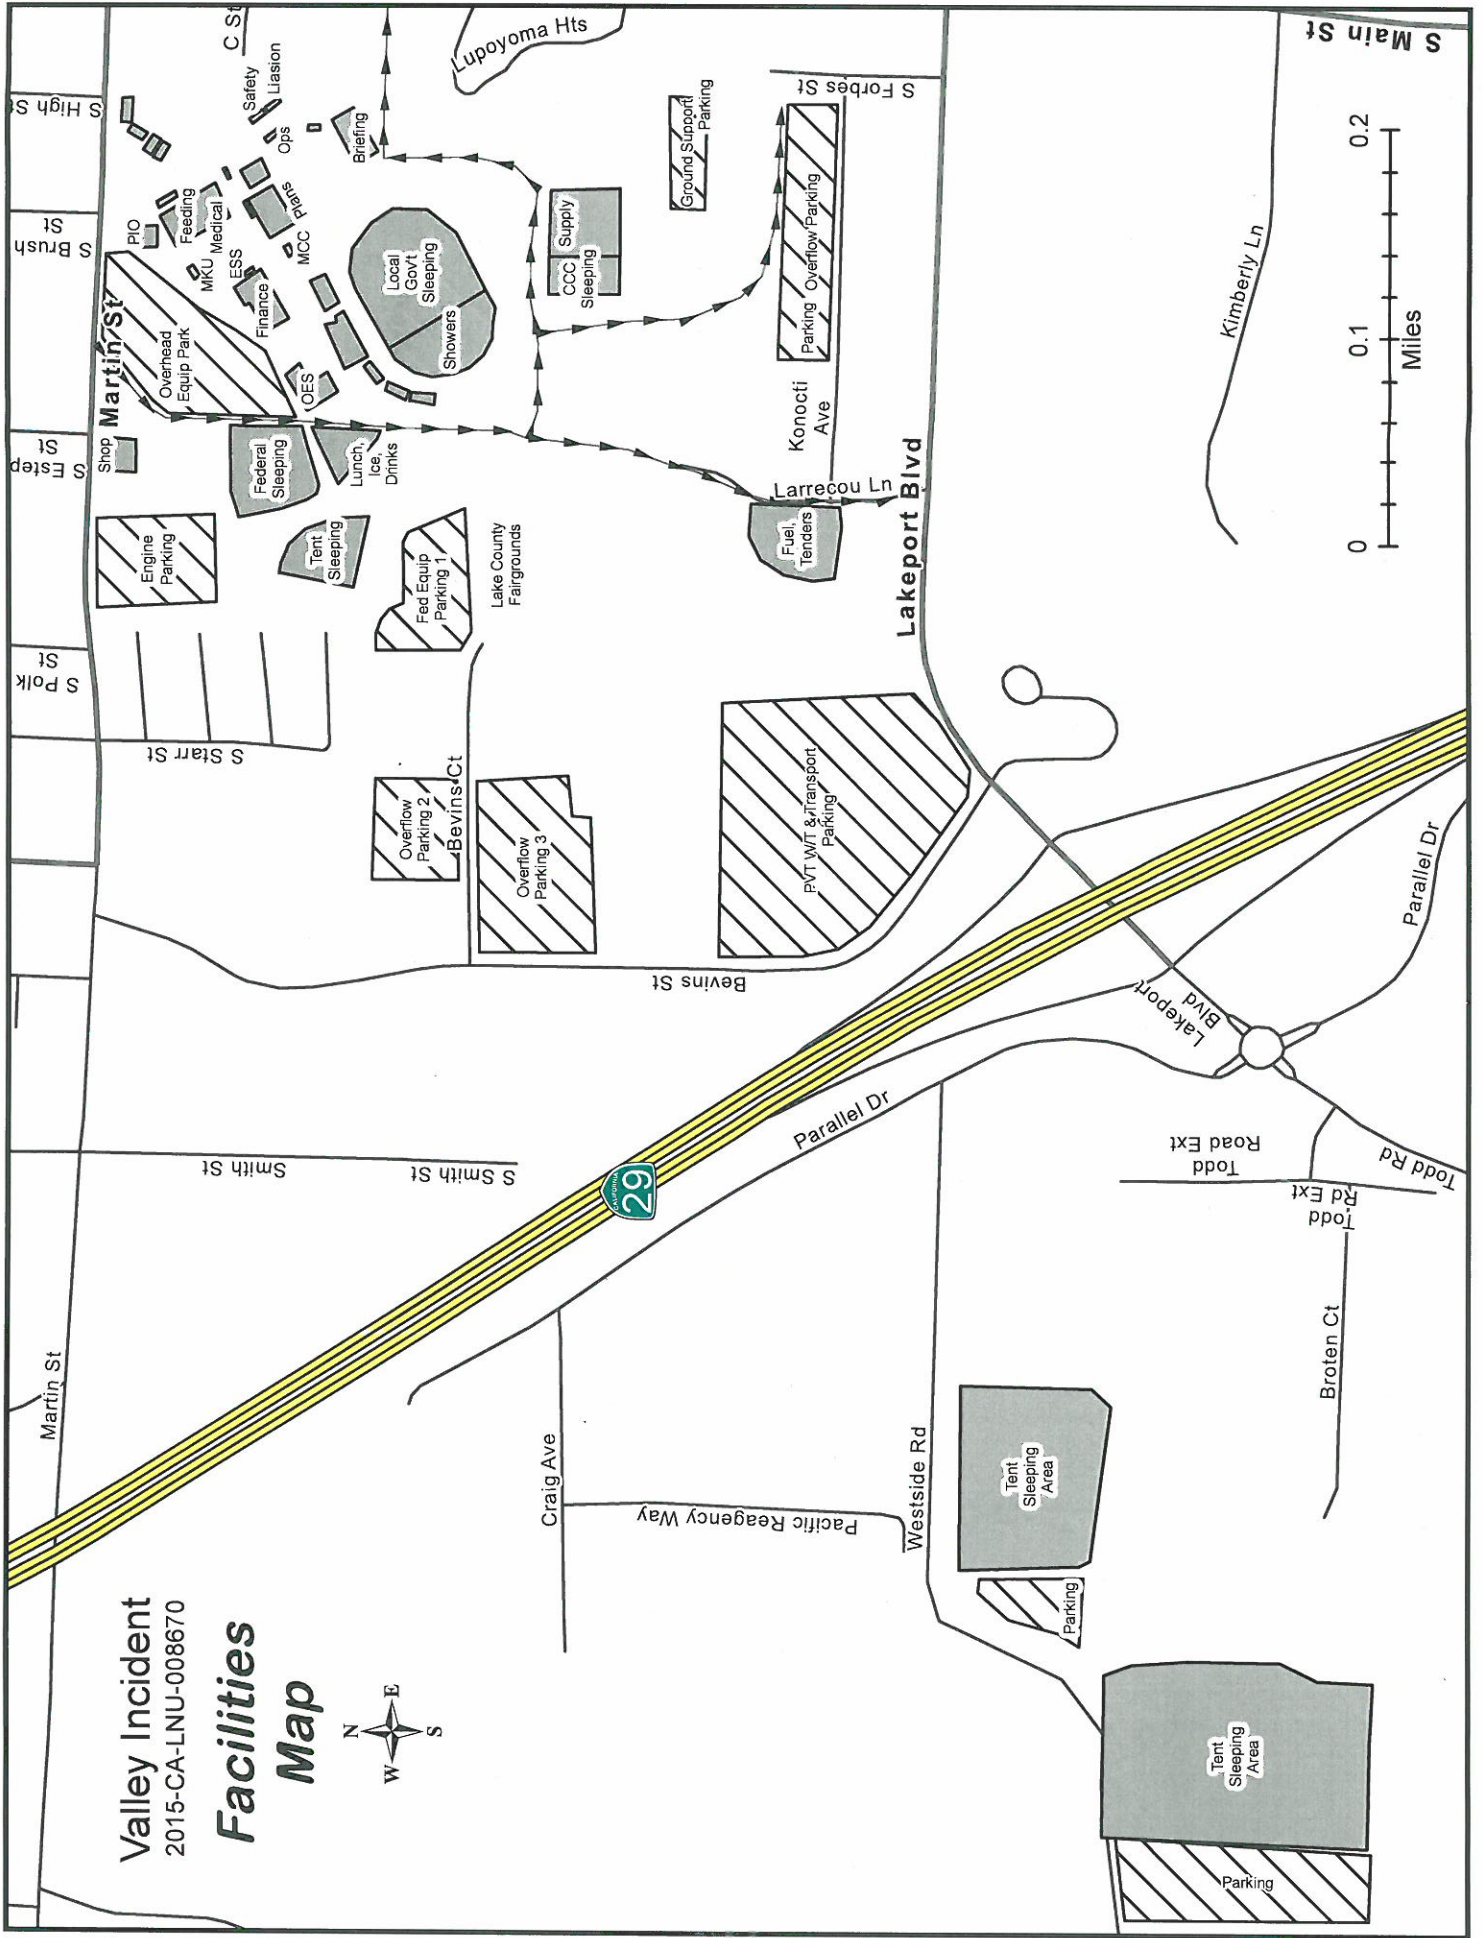 Valley Incident
2015-CA-LNU-008670
Facilities
Map
N
W
E
S
Martin St
Smith St
S Smith St
CALIFORNIA
29
Parallel Dr
Craig Ave
Pacific Reagency Way
Westside Rd
Tent
Sleeping
Area
Parking
Tent
Sleeping
Area
Parking
Broten Ct
Todd
Rd Ext
Todd
Road Ext
Todd Rd
Lakeport
Blvd
Parallel Dr
Bevins St
Bevins Ct
Overflow
Parking 2
Overflow
Parking 3
PVT W/T & Transport
Parking
S Starr St
S Polk
St
S Estep
St
S Brush
St
S High St
C St
Martin St
Engine
Parking
Shop
Overhead
Equip Park
Federal
Sleeping
Tent
Sleeping
Lunch,
Ice,
Drinks
Fed Equip
Parking 1
Lake County
Fairgrounds
OES
Finance
ESS
MKU
PIO
Feeding
Medical
MCC
Plans
Ops
Safety
Liasion
Briefing
Local
Gov't
Sleeping
Showers
Supply
CCC
Sleeping
Ground Support
Parking
Parking
Overflow Parking
Konocti
Ave
Larrecou Ln
Fuel,
Tenders
Lakeport Blvd
Lupoyoma Hts
S Forbes St
Kimberly Ln
S Main St
0
0.1
0.2
Miles